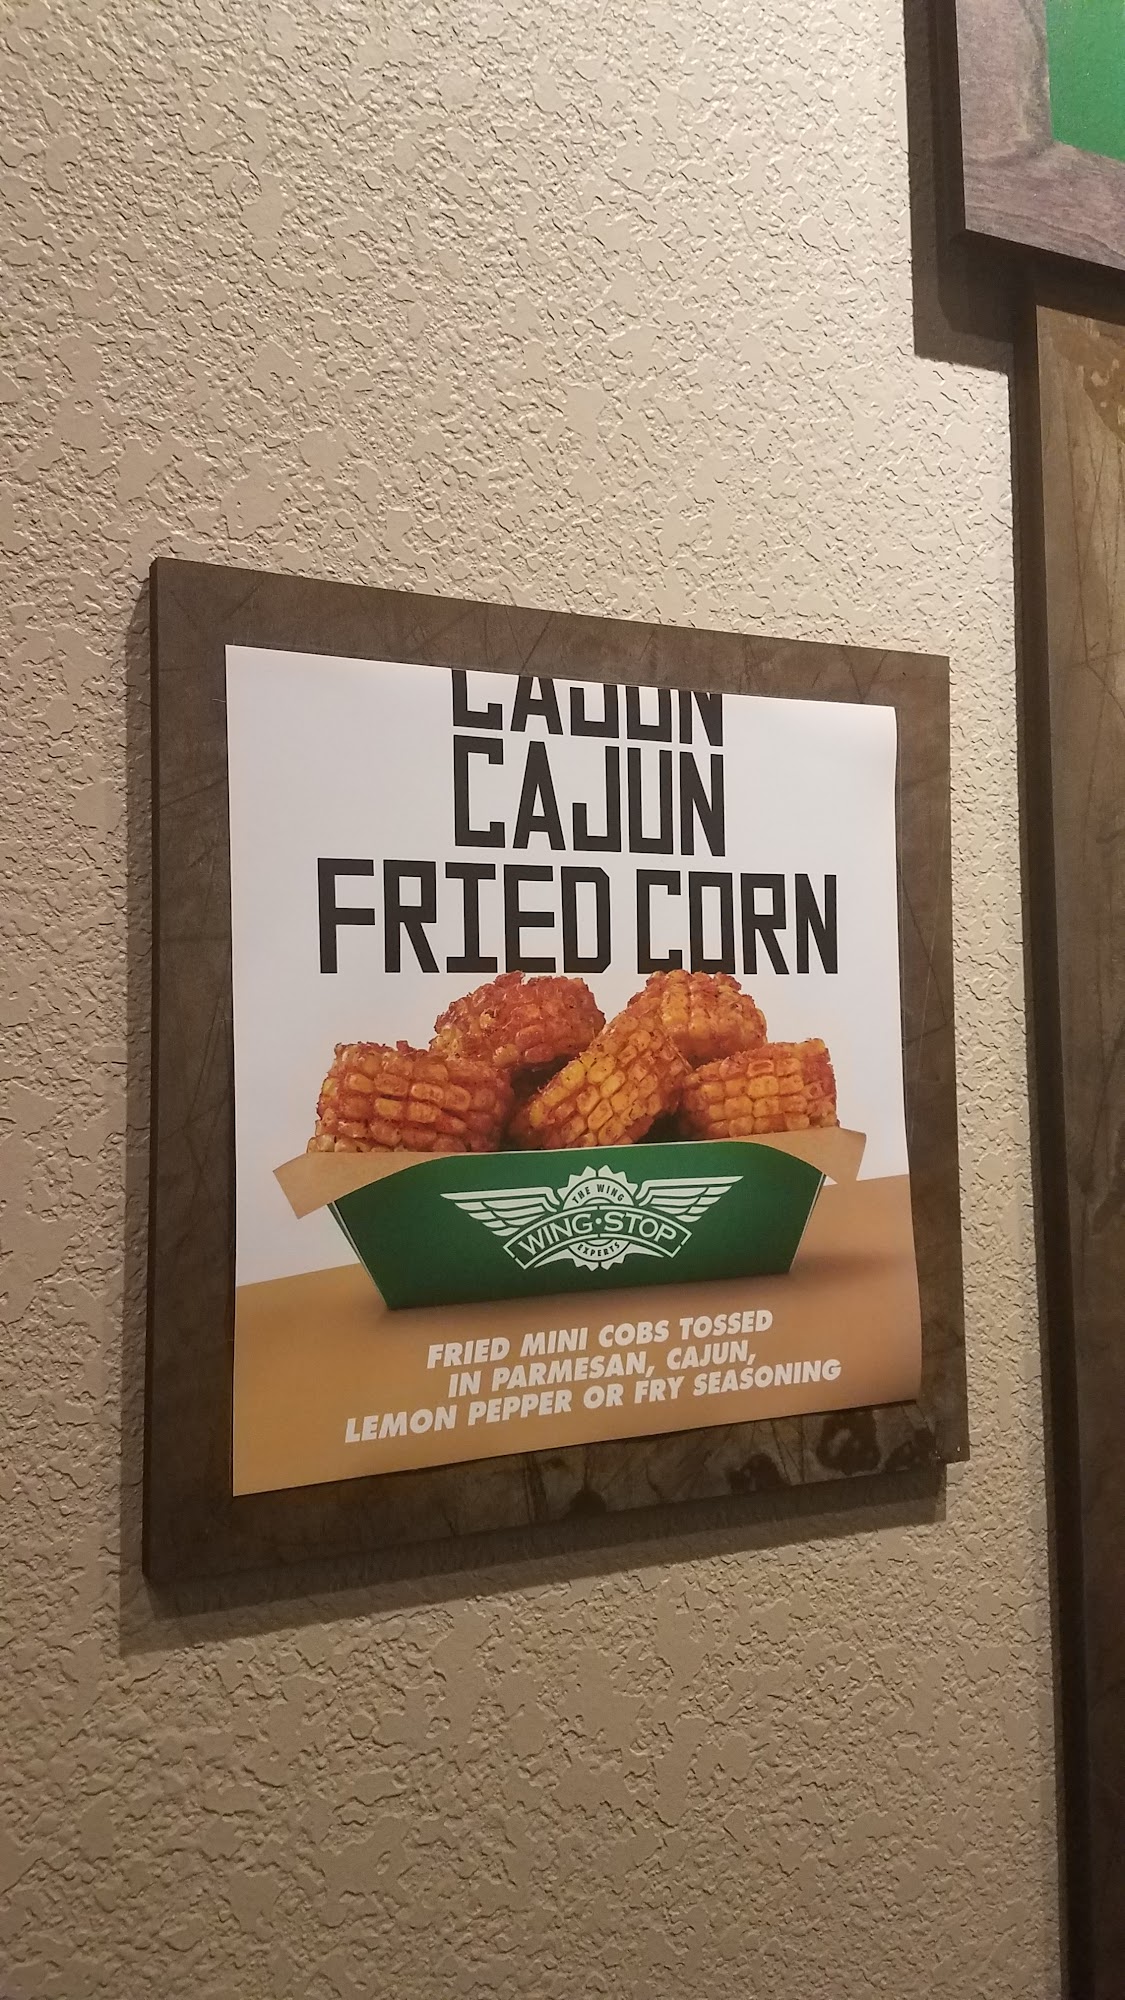 CAJUN
CAJUN
FRIED CORN
THE WING
WING·STOP
EXPERTS
FRIED MINI COBS TOSSED
IN PARMESAN, CAJUN,
LEMON PEPPER OR FRY SEASONING